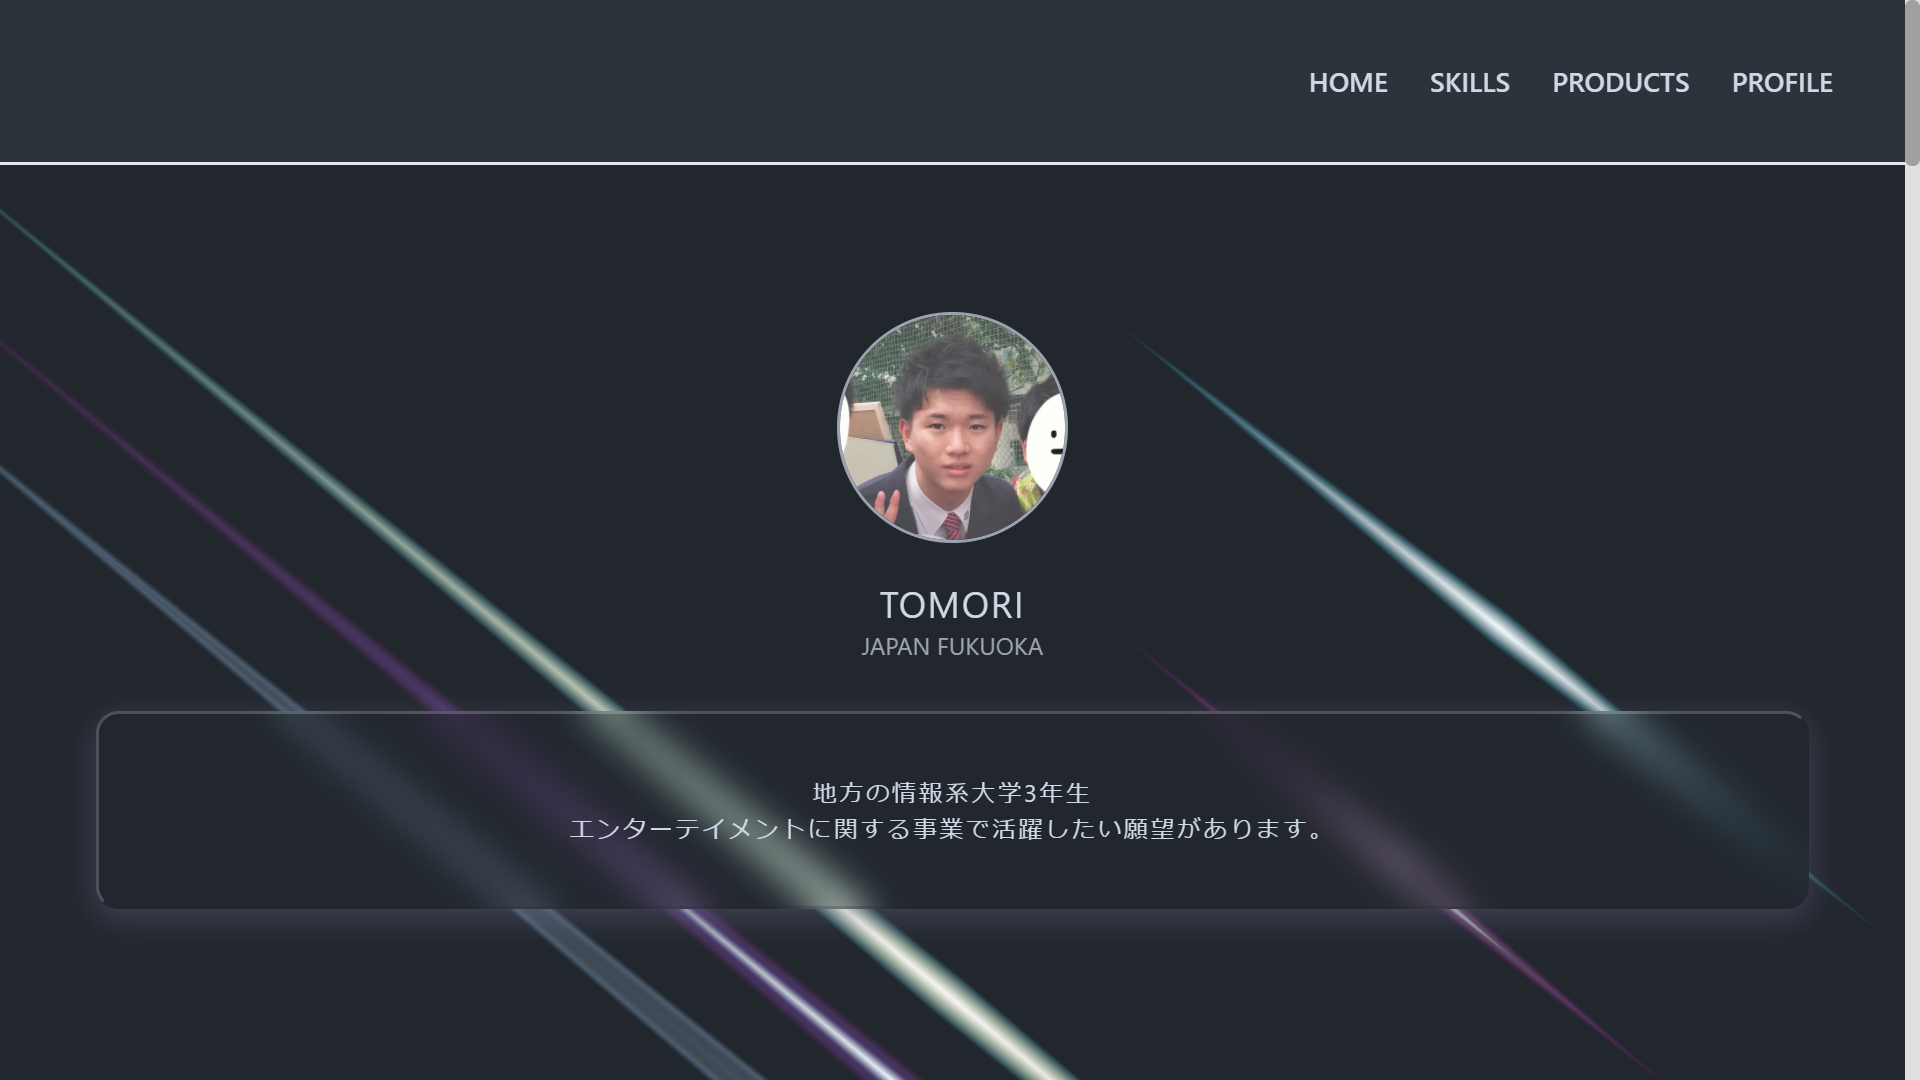 HOME SKILLS PRODUCTS PROFILE
TOMORI
JAPAN FUKUOKA
地方の情報系大学3年生
エンターテイメントに関する事業で活躍したい願望があります。